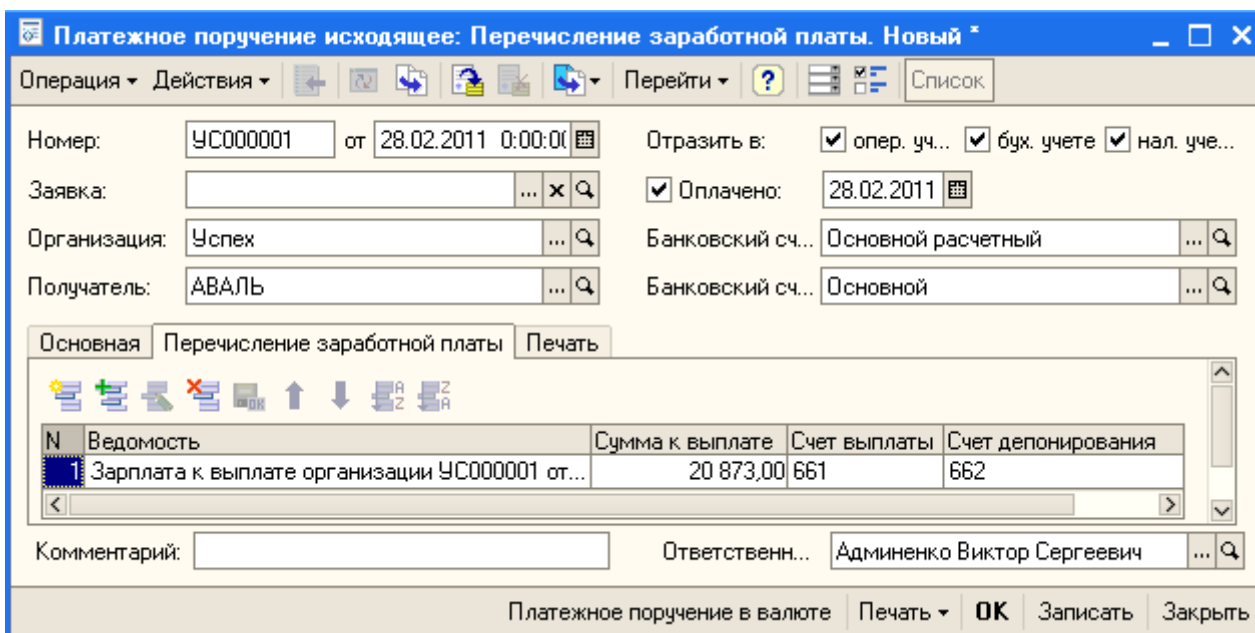 Платежное поручение исходящее: Перечисление заработной платы. Новый *
Операция Действия Перейти ? Список
Номер: УС000001 от 28.02.2011 0:00:0( Отразить в: опер. уч... бух. учете нал. уче...
Заявка: ... x Оплачено: 28.02.2011
Организация: Успех ... Банковский сч... Основной расчетный ...
Получатель: АВАЛЬ ... Банковский сч... Основной ...
Основная Перечисление заработной платы Печать
N Ведомость Сумма к выплате Счет выплаты Счет депонирования
1 Зарплата к выплате организации УС000001 от... 20 873,00 661 662
Комментарий: Ответственн... Админенко Виктор Сергеевич ...
Платежное поручение в валюте Печать OK Записать Закрыть